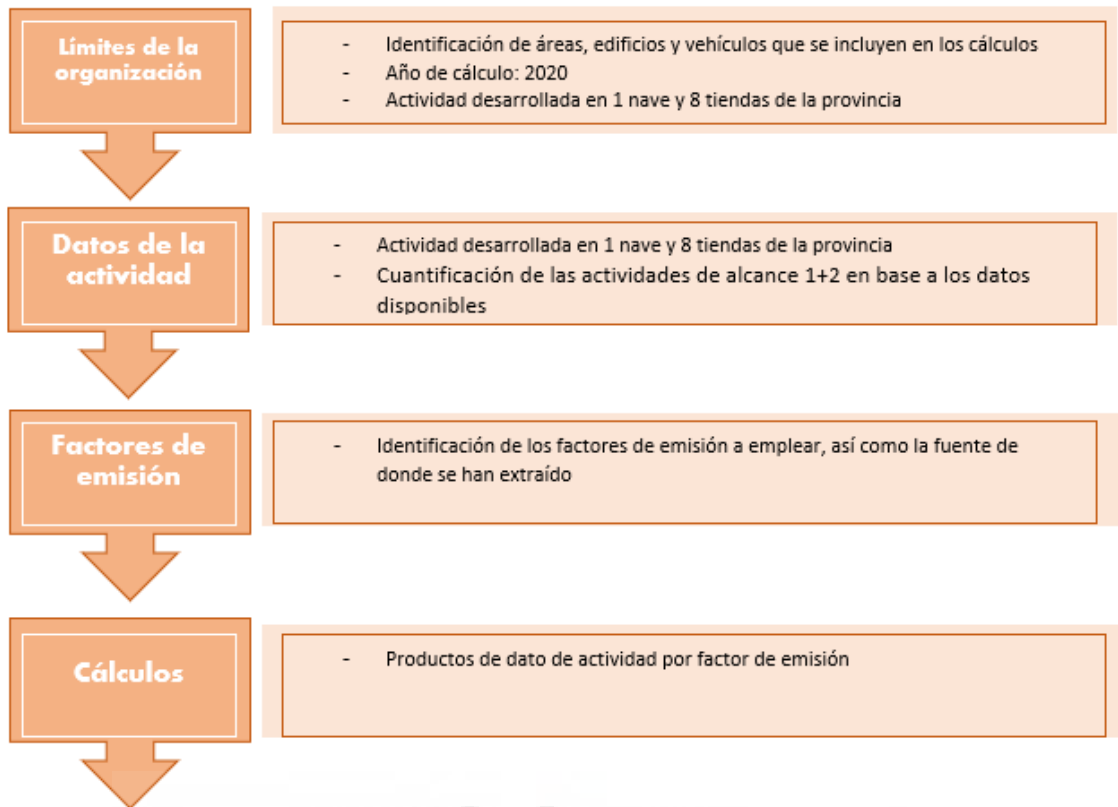 Límites de la
organización
- Identificación de áreas, edificios y vehículos que se incluyen en los cálculos
- Año de cálculo: 2020
- Actividad desarrollada en 1 nave y 8 tiendas de la provincia
Datos de la
actividad
- Actividad desarrollada en 1 nave y 8 tiendas de la provincia
- Cuantificación de las actividades de alcance 1+2 en base a los datos
disponibles
Factores de
emisión
- Identificación de los factores de emisión a emplear, así como la fuente de
donde se han extraído
Cálculos
- Productos de dato de actividad por factor de emisión